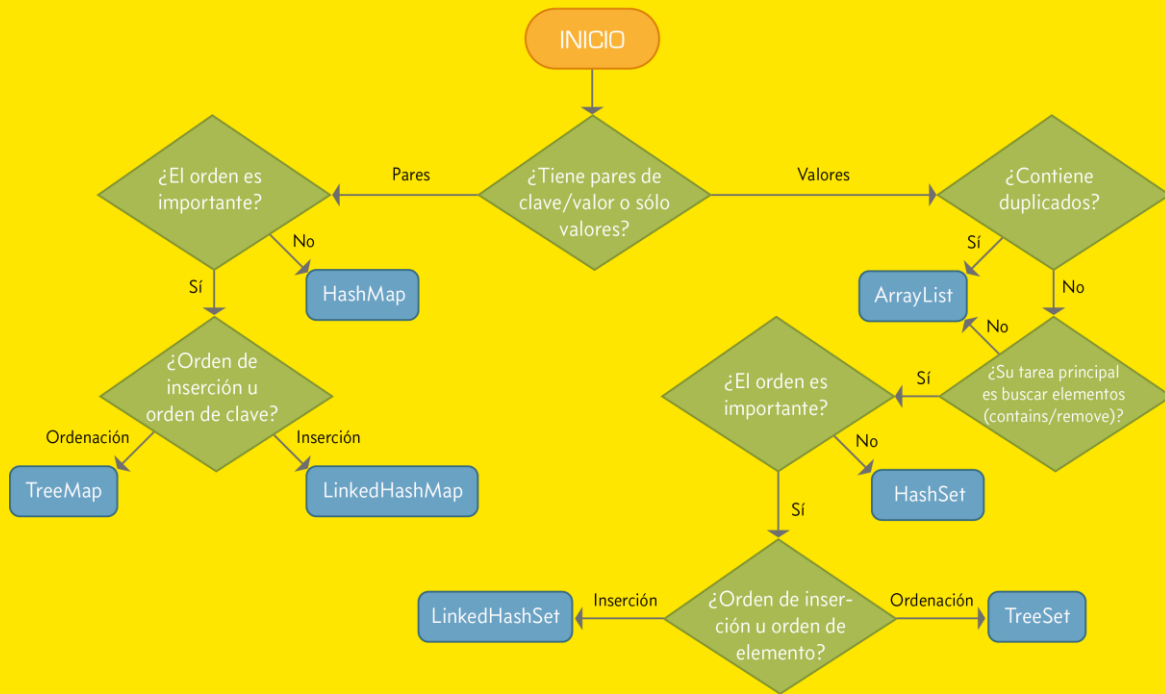 INICIO
¿El orden es
importante?
Pares
¿Tiene pares de
clave/valor o sólo
valores?
Valores
¿Contiene
duplicados?
No
HashMap
Sí
Sí
ArrayList
No
No
¿Orden de
inserción u
orden de clave?
Ordenación
Inserción
TreeMap
LinkedHashMap
¿El orden es
importante?
Sí
¿Su tarea principal
es buscar elementos
(contains/remove)?
No
HashSet
Sí
LinkedHashSet
Inserción
¿Orden de inser-
ción u orden de
elemento?
Ordenación
TreeSet